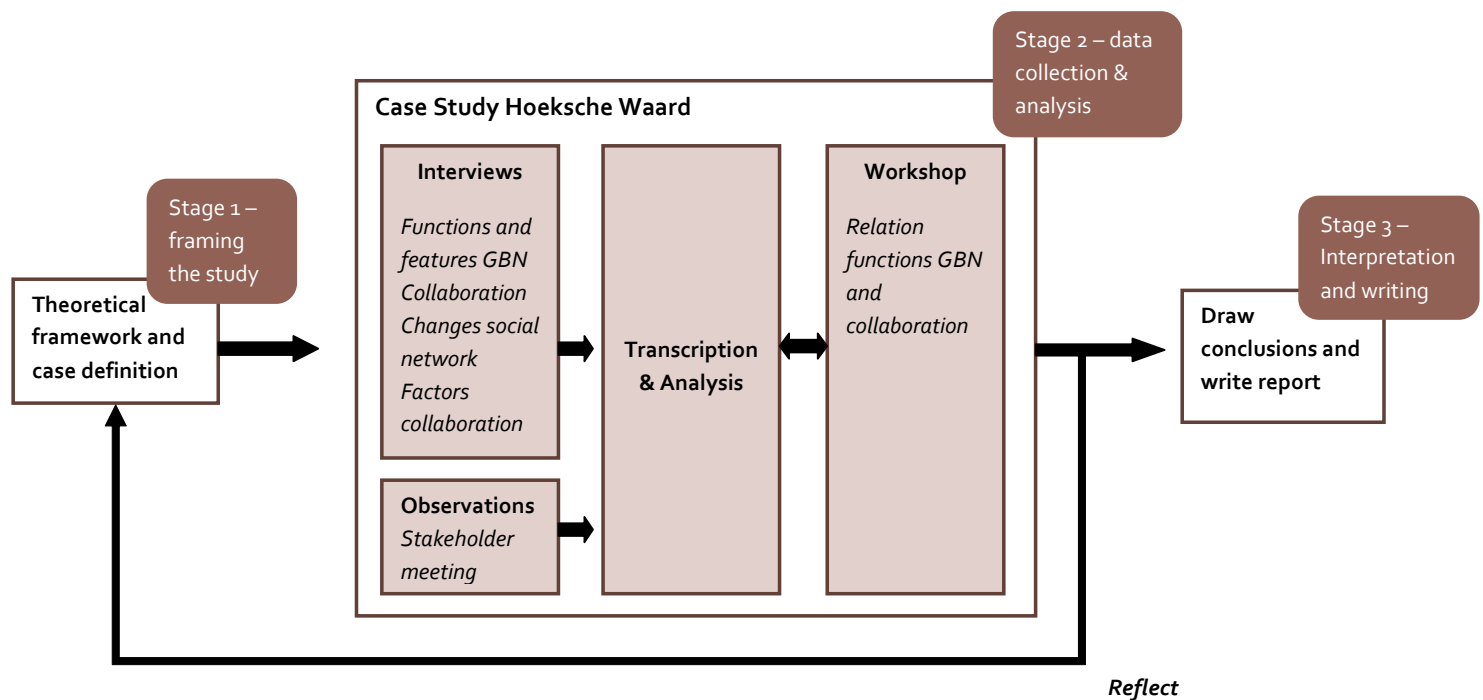 Stage 1 –
framing
the study
Theoretical
framework and
case definition
Stage 2 – data
collection &
analysis
Case Study Hoeksche Waard
Interviews
Functions and
features GBN
Collaboration
Changes social
network
Factors
collaboration
Observations
Stakeholder
meeting
Transcription
& Analysis
Workshop
Relation
functions GBN
and
collaboration
Stage 3 –
Interpretation
and writing
Draw
conclusions and
write report
Reflect